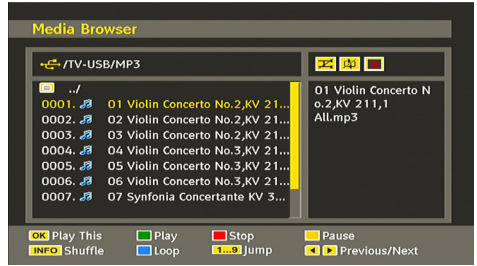 Media Browser
/TV-USB/MP3
../
0001. 01 Violin Concerto No.2,KV 21...
0002. 02 Violin Concerto No.2,KV 21...
0003. 03 Violin Concerto No.2,KV 21...
0004. 04 Violin Concerto No.3,KV 21...
0005. 05 Violin Concerto No.3,KV 21...
0006. 06 Violin Concerto No.3,KV 21...
0007. 07 Synfonia Concertante KV 3...
01 Violin Concerto N
o.2,KV 211,1
All.mp3
OK Play This Play Stop Pause
INFO Shuffle Loop 1...9 Jump Previous/Next